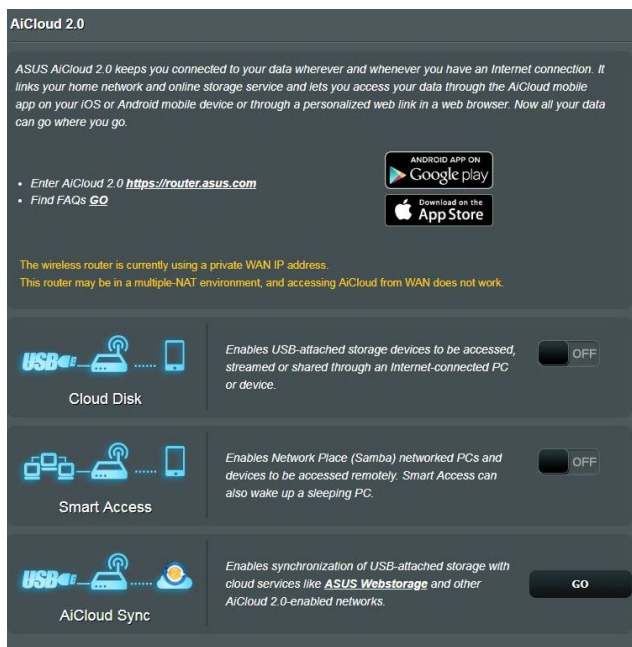 AiCloud 2.0
ASUS AiCloud 2.0 keeps you connected to your data wherever and whenever you have an Internet connection. It
links your home network and online storage service and lets you access your data through the AiCloud mobile
app on your iOS or Android mobile device or through a personalized web link in a web browser. Now all your data
can go where you go.
ANDROID APP ON
Google play
• Enter AiCloud 2.0 https://router.asus.com
• Find FAQs GO
Download on the
App Store
The wireless router is currently using a private WAN IP address.
This router may be in a multiple-NAT environment, and accessing AiCloud from WAN does not work.
USB
Cloud Disk
Enables USB-attached storage devices to be accessed,
streamed or shared through an Internet-connected PC
or device.
OFF
Smart Access
Enables Network Place (Samba) networked PCs and
devices to be accessed remotely. Smart Access can
also wake up a sleeping PC.
OFF
USB
AiCloud Sync
Enables synchronization of USB-attached storage with
cloud services like ASUS Webstorage and other
AiCloud 2.0-enabled networks.
GO